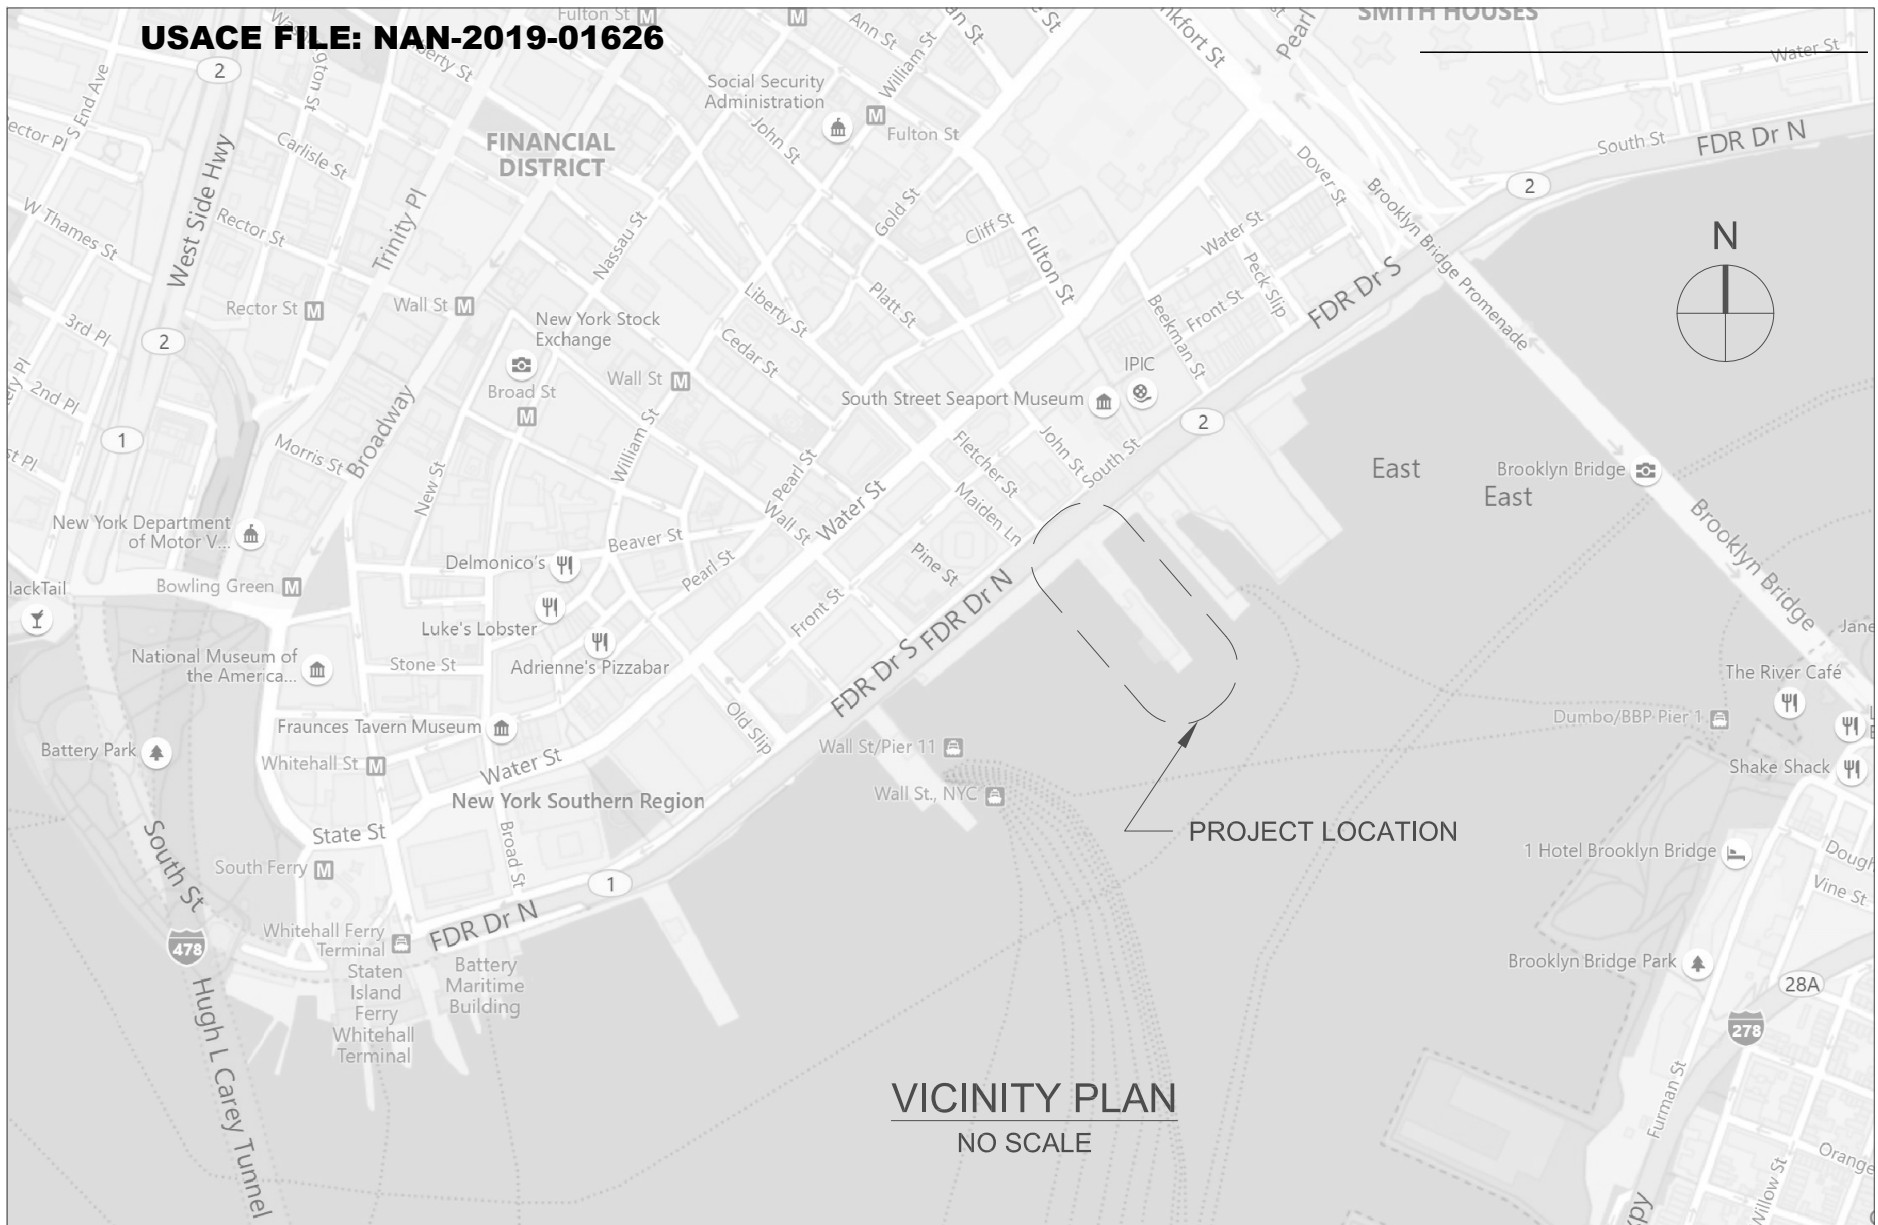 USACE FILE: NAN-2019-01626
Fulton St M
M
Ann St
William St
SMITH HOUSES
Pearl
Water St
2
S End Ave
Social Security
Administration
M
Fulton St
FINANCIAL
DISTRICT
Carlisle St
John St
Dover St
South St
FDR Dr N
2
W Thames St
West Side Hwy
Rector St
Trinity Pl
Nassau St
Gold St
Cliff St
Fulton St
Water St
Peck Slip
Brooklyn Bridge Promenade
N
Rector St M
Wall St M
New York Stock
Exchange
Liberty St
Platt St
Beekman St
Front St
FDR Dr S
3rd Pl
2
2nd Pl
Broad St
M
Wall St M
Cedar St
IPIC
South Street Seaport Museum
2
1
Morris St
Broadway
New St
William St
Pearl St
Wall St
Water St
Fletcher St
Maiden Ln
John St
South St
East
East
Brooklyn Bridge
Brooklyn Bridge
New York Department
of Motor V...
Delmonico's
Beaver St
Pearl St
Pine St
Bowling Green M
Luke's Lobster
Front St
FDR Dr S
FDR Dr N
National Museum of
the America...
Stone St
Adrienne's Pizzabar
The River Café
Fraunces Tavern Museum
Old Slip
Dumbo/BBP Pier 1
Battery Park
Whitehall St M
Water St
Wall St/Pier 11
Shake Shack
New York Southern Region
Wall St., NYC
State St
Broad St
PROJECT LOCATION
1 Hotel Brooklyn Bridge
South St
South Ferry M
1
Vine St
478
Whitehall Ferry
Terminal
FDR Dr N
Staten
Island
Ferry
Whitehall
Terminal
Battery
Maritime
Building
Brooklyn Bridge Park
28A
278
Hugh L Carey Tunnel
Furman St
VICINITY PLAN
NO SCALE
Orange
Willow St